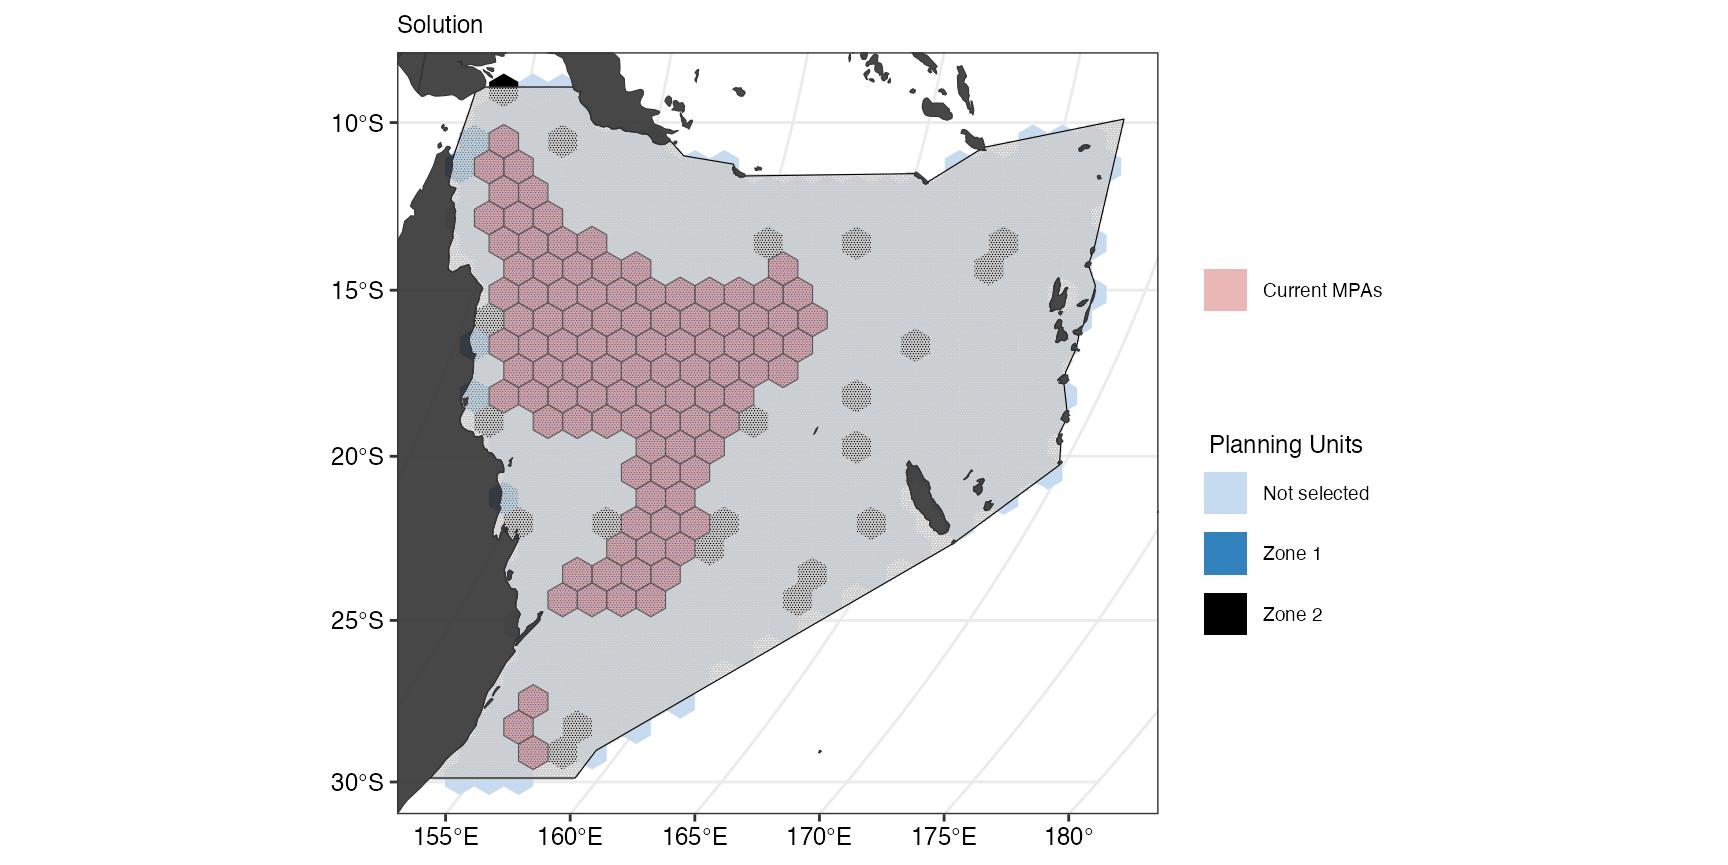 Solution
10°S
15°S
20°S
25°S
30°S
155°E 160°E 165°E 170°E 175°E 180°
Current MPAs
Planning Units
Not selected
Zone 1
Zone 2